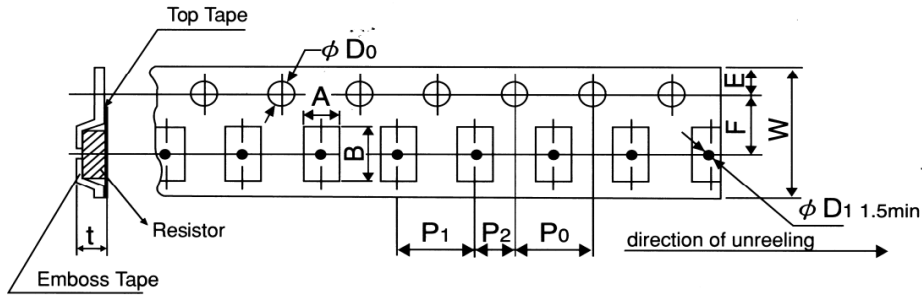 Top Tape
φ D0
A
B
E
F
W
t
Resistor
P1
P2
P0
φ D1 1.5min
direction of unreeling
Emboss Tape